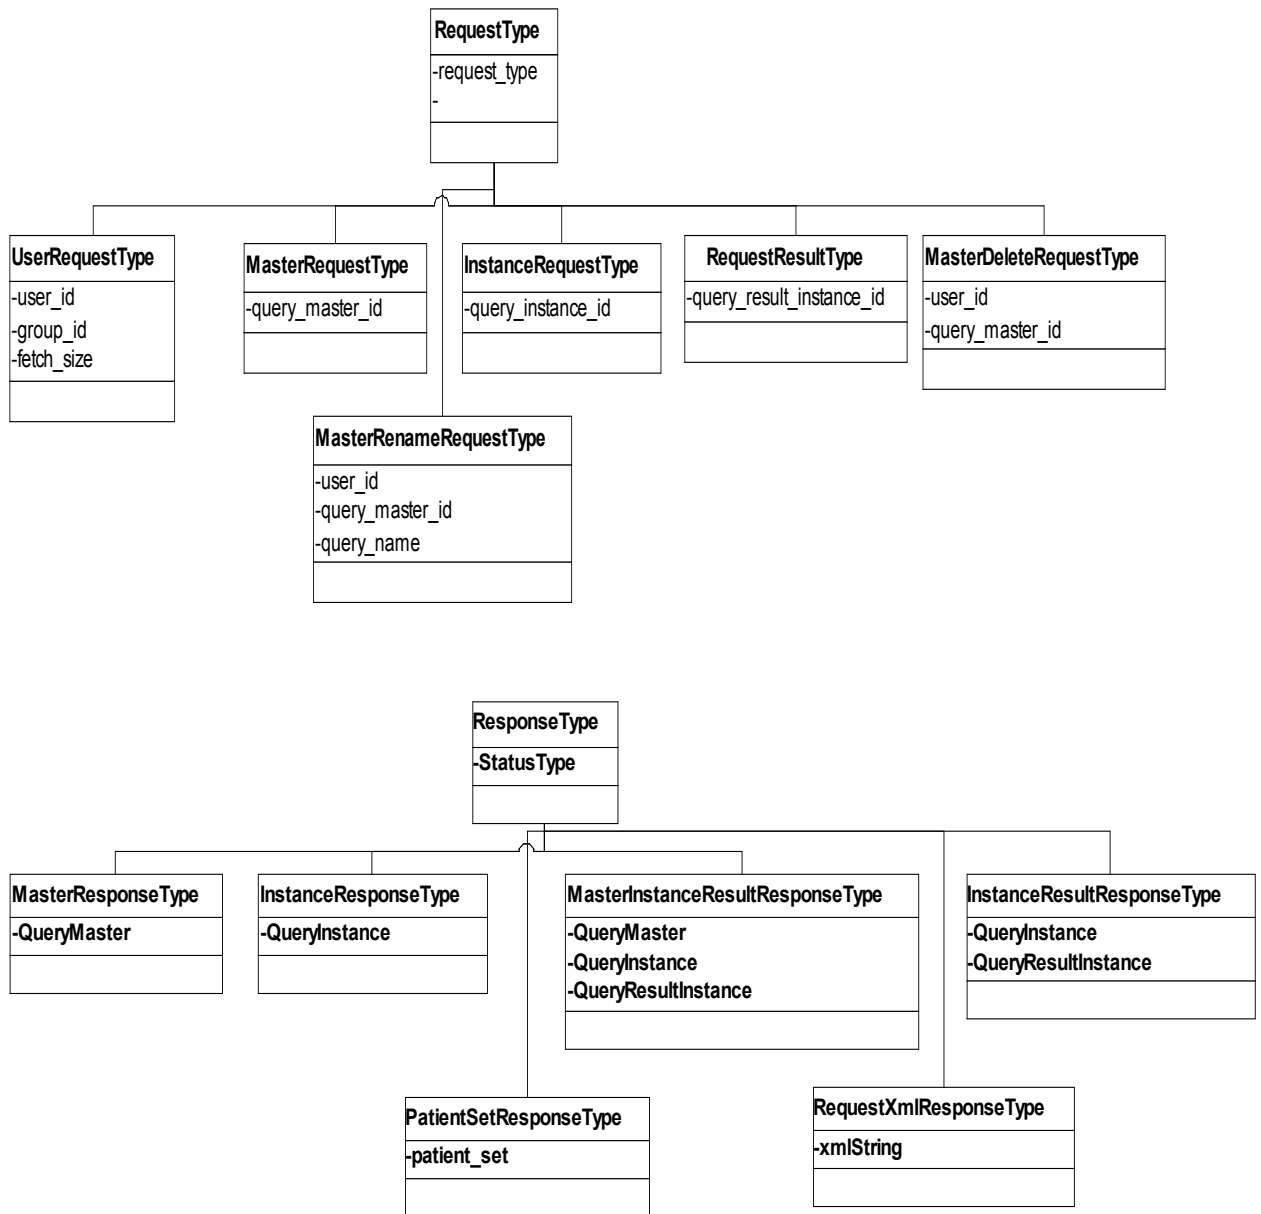 RequestType
-request_type
-
UserRequestType
-user_id
-group_id
-fetch_size
MasterRequestType
-query_master_id
InstanceRequestType
-query_instance_id
RequestResultType
-query_result_instance_id
MasterDeleteRequestType
-user_id
-query_master_id
MasterRenameRequestType
-user_id
-query_master_id
-query_name
ResponseType
-StatusType
MasterResponseType
-QueryMaster
InstanceResponseType
-QueryInstance
MasterInstanceResultResponseType
-QueryMaster
-QueryInstance
-QueryResultInstance
InstanceResultResponseType
-QueryInstance
-QueryResultInstance
PatientSetResponseType
-patient_set
RequestXmlResponseType
-xmlString